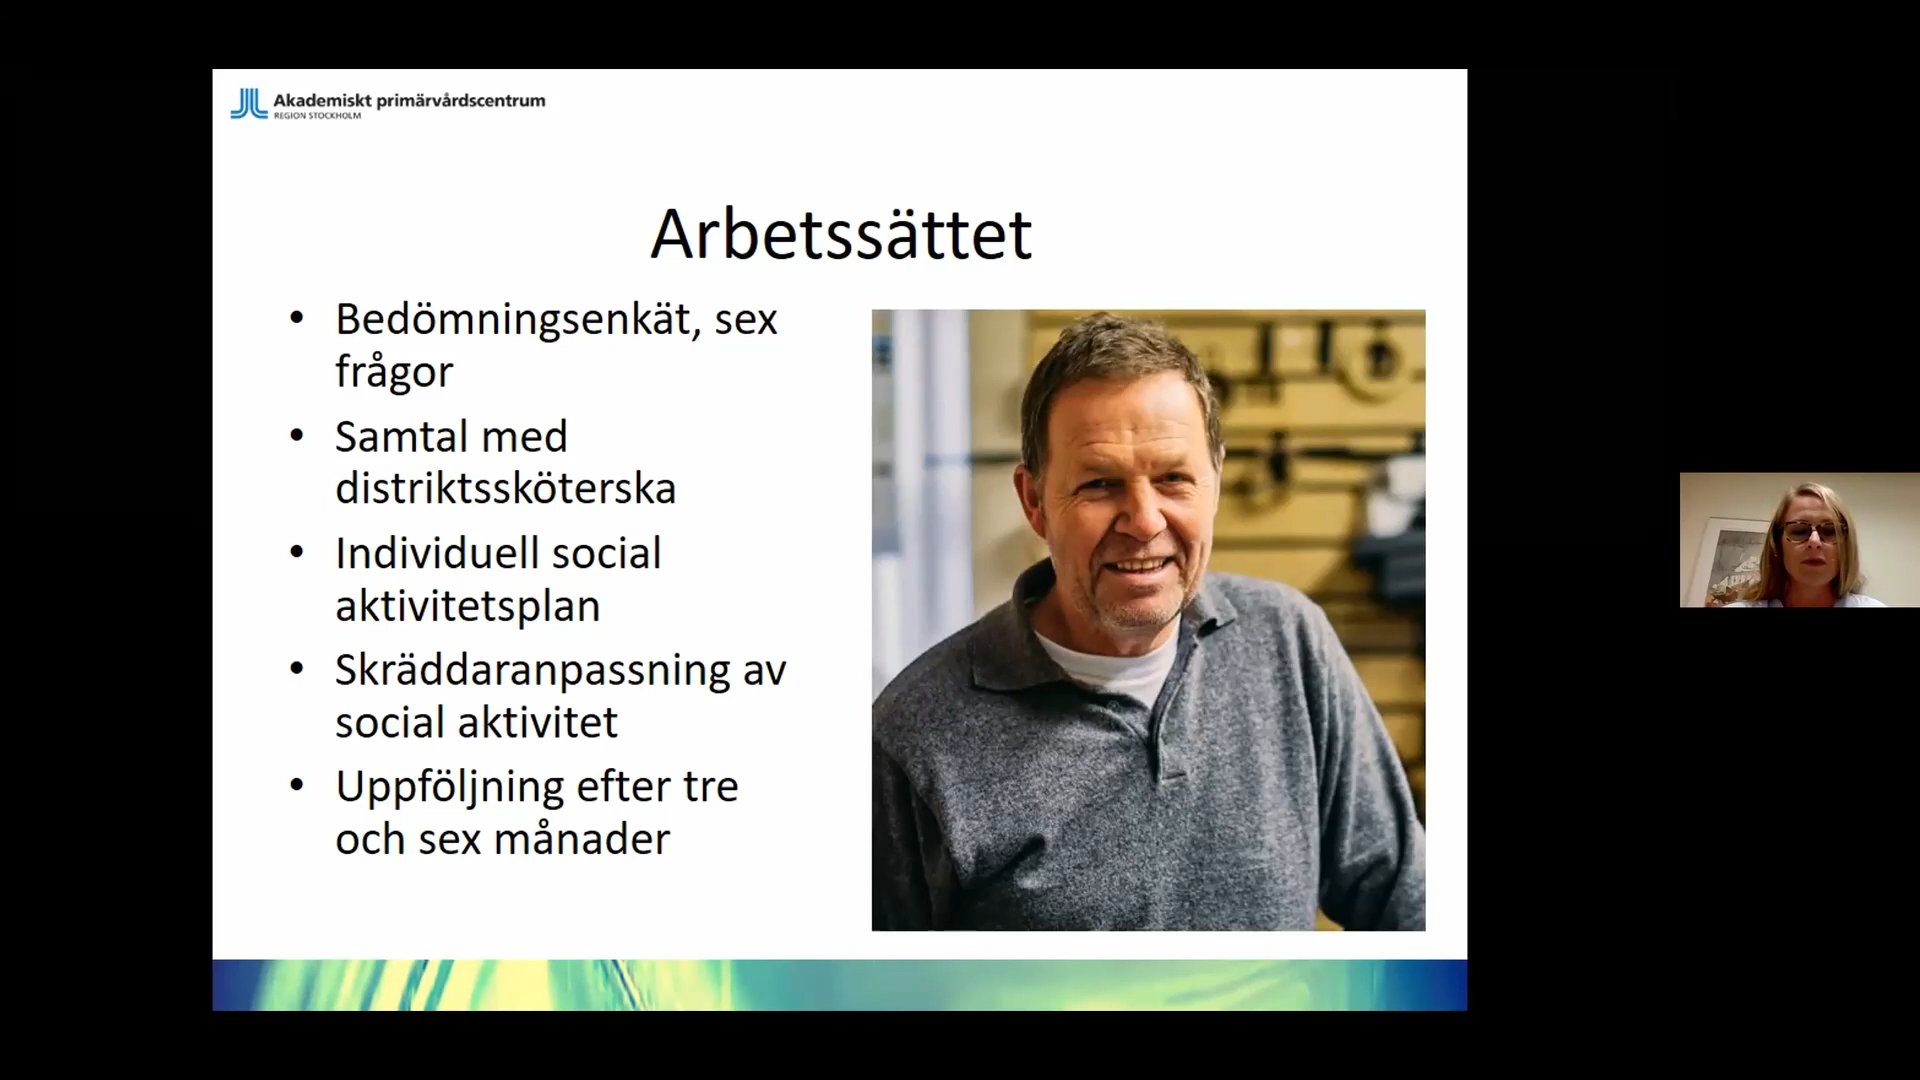 Akademiskt primärvårdscentrum
REGION STOCKHOLM
Arbetssättet
• Bedömningsenkät, sex
frågor
• Samtal med
distriktssköterska
• Individuell social
aktivitetsplan
• Skräddaranpassning av
social aktivitet
• Uppföljning efter tre
och sex månader